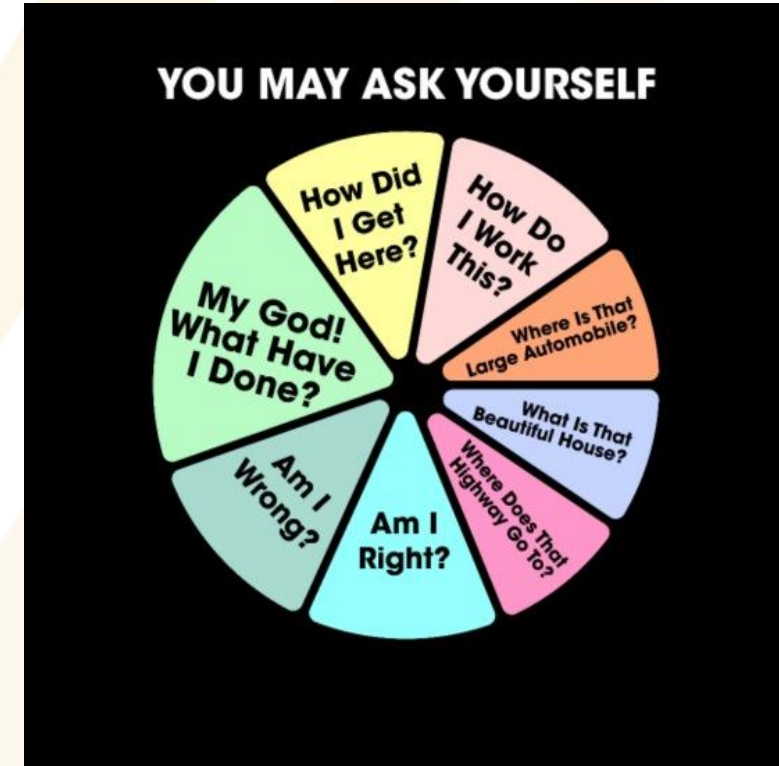 YOU MAY ASK YOURSELF
How Did
I Get
Here?
How Do
I Work
This?
Where Is That
Large Automobile?
What Is That
Beautiful House?
Where Does That
Highway Go To?
Am I
Right?
Am I
Wrong?
My God!
What Have
I Done?